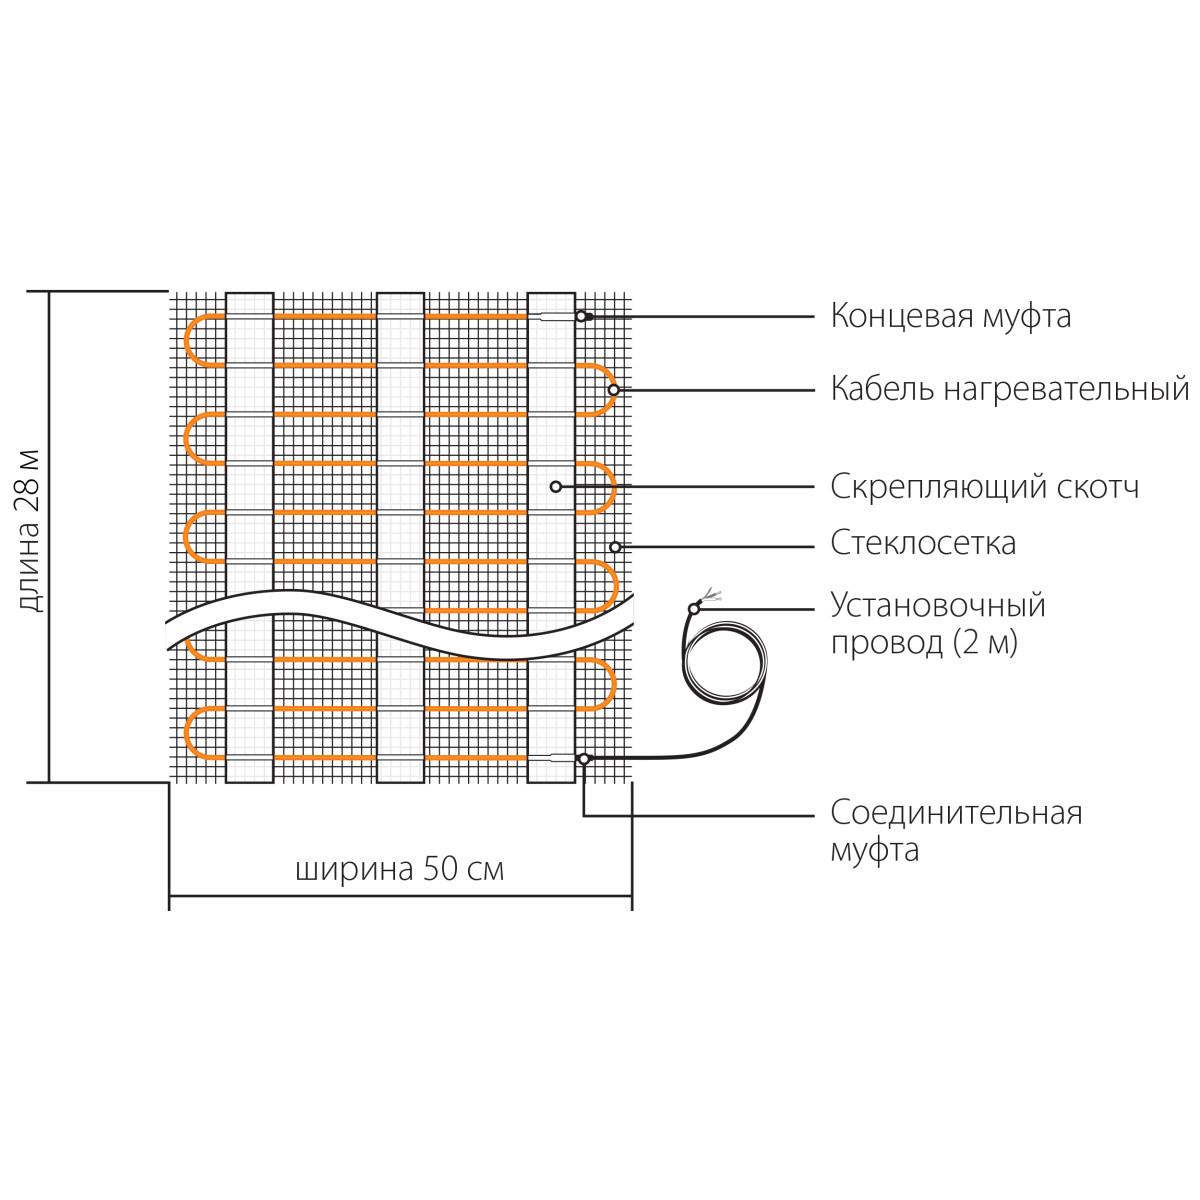 Концевая муфта
Кабель нагревательный
Скрепляющий скотч
Стеклосетка
Установочный
провод (2 м)
Соединительная
муфта
длина 28 м
ширина 50 см